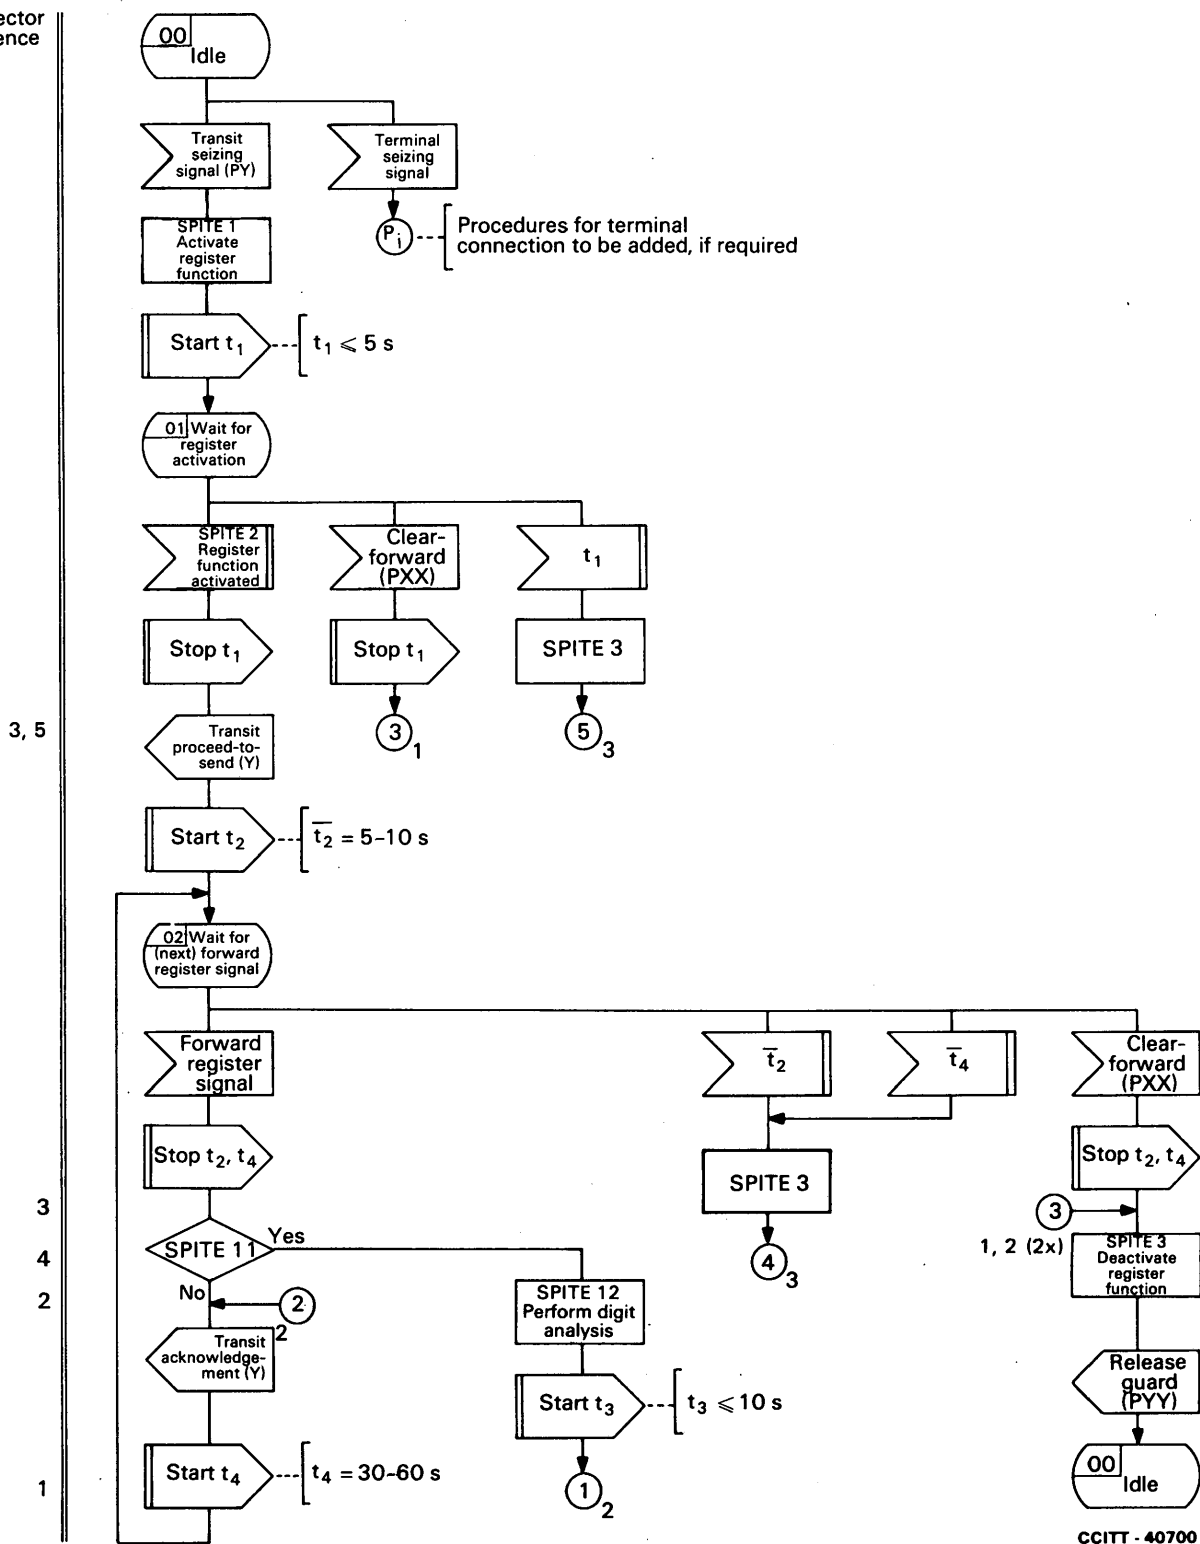 ector
ence
00
Idle
Transit
seizing
signal (PY)
Terminal
seizing
signal
SPITE 1
Activate
register
function
Pi
Procedures for terminal
connection to be added, if required
Start t1
t1 ⩽ 5 s
01 Wait for
register
activation
SPITE 2
Register
function
activated
Clear-
forward
(PXX)
t1
Stop t1
Stop t1
SPITE 3
3, 5
Transit
proceed-to-
send (Y)
3
1
5
3
Start t2
t̅2 = 5–10 s
02 Wait for
(next) forward
register signal
Forward
register
signal
t̅2
t̅4
Clear-
forward
(PXX)
Stop t2, t4
SPITE 3
Stop t2, t4
3
3
4
SPITE 11
Yes
No
4
3
1, 2 (2x)
SPITE 3
Deactivate
register
function
2
2
2
SPITE 12
Perform digit
analysis
Transit
acknowledge-
ment (Y)
Start t3
t3 ⩽ 10 s
Release
guard
(PYY)
Start t4
t4 = 30–60 s
1
1
2
00
Idle
CCITT - 40700